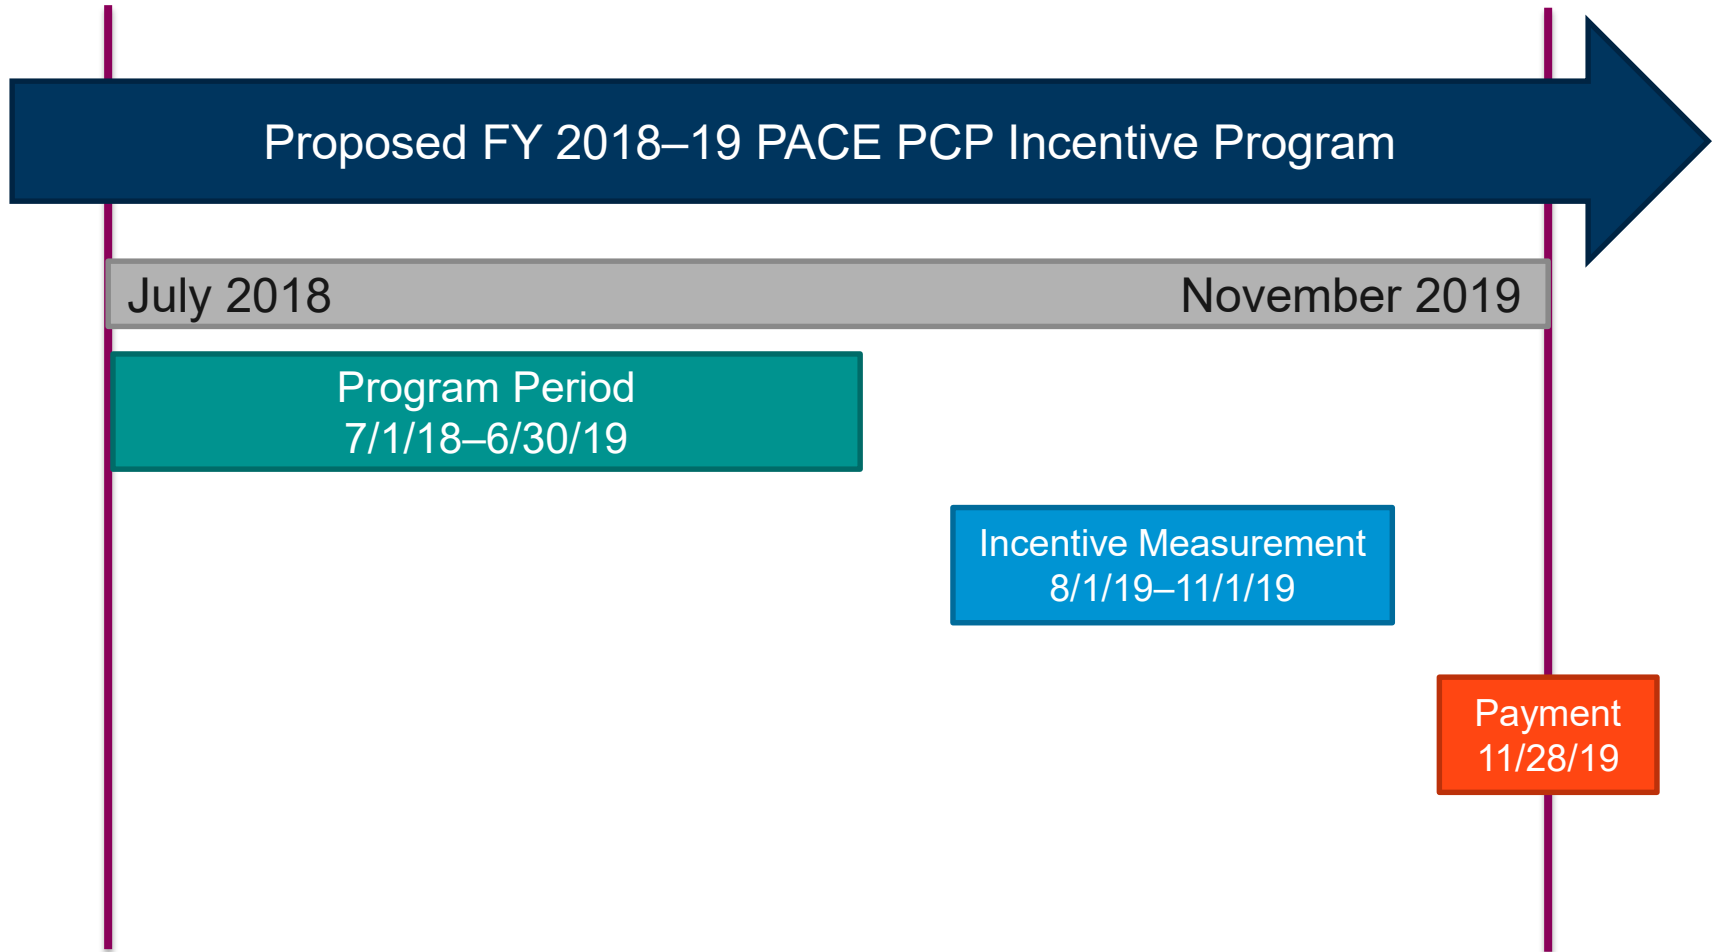 Proposed FY 2018–19 PACE PCP Incentive Program
July 2018
November 2019
Program Period
7/1/18–6/30/19
Incentive Measurement
8/1/19–11/1/19
Payment
11/28/19